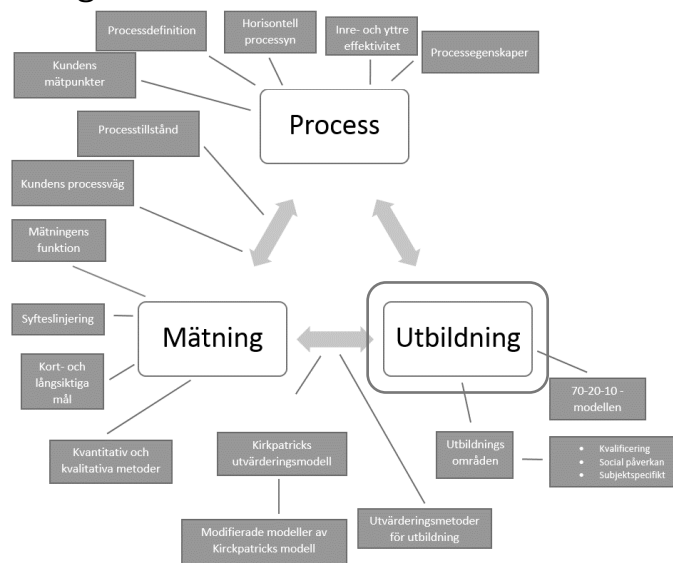 Processdefinition
Horisontell
processyn
Inre- och yttre
effektivitet
Processegenskaper
Kundens
mätpunkter
Process
Processtillstånd
Kundens processväg
Mätningens
funktion
Syfteslinjering
Mätning
Utbildning
Kort- och
långsiktiga
mål
70-20-10 -
modellen
Kvantitativ och
kvalitativa metoder
Kirkpatricks
utvärderingsmodell
Utbildnings
områden
• Kvalificering
• Social påverkan
• Subjektspecifikt
Modifierade modeller av
Kirckpatricks modell
Utvärderingsmetoder
för utbildning